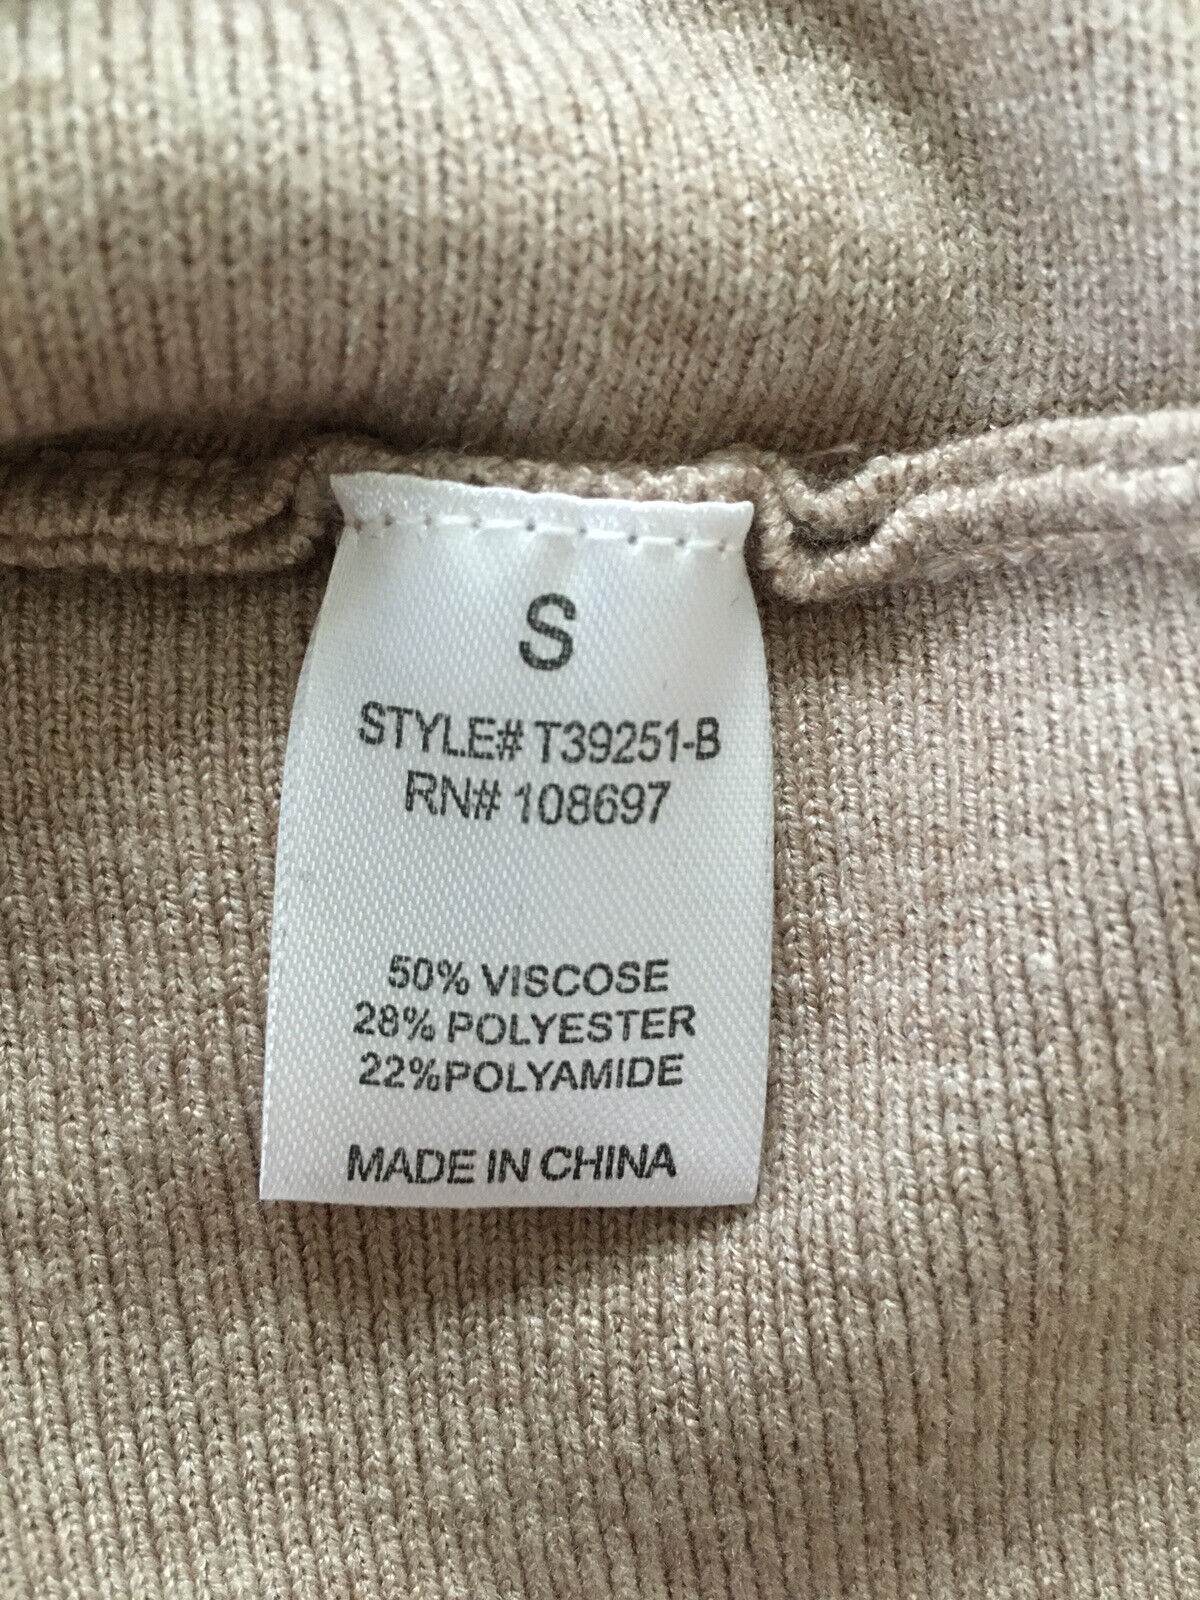 S
STYLE# T39251-B
RN# 108697
50% VISCOSE
28% POLYESTER
22%POLYAMIDE
MADE IN CHINA